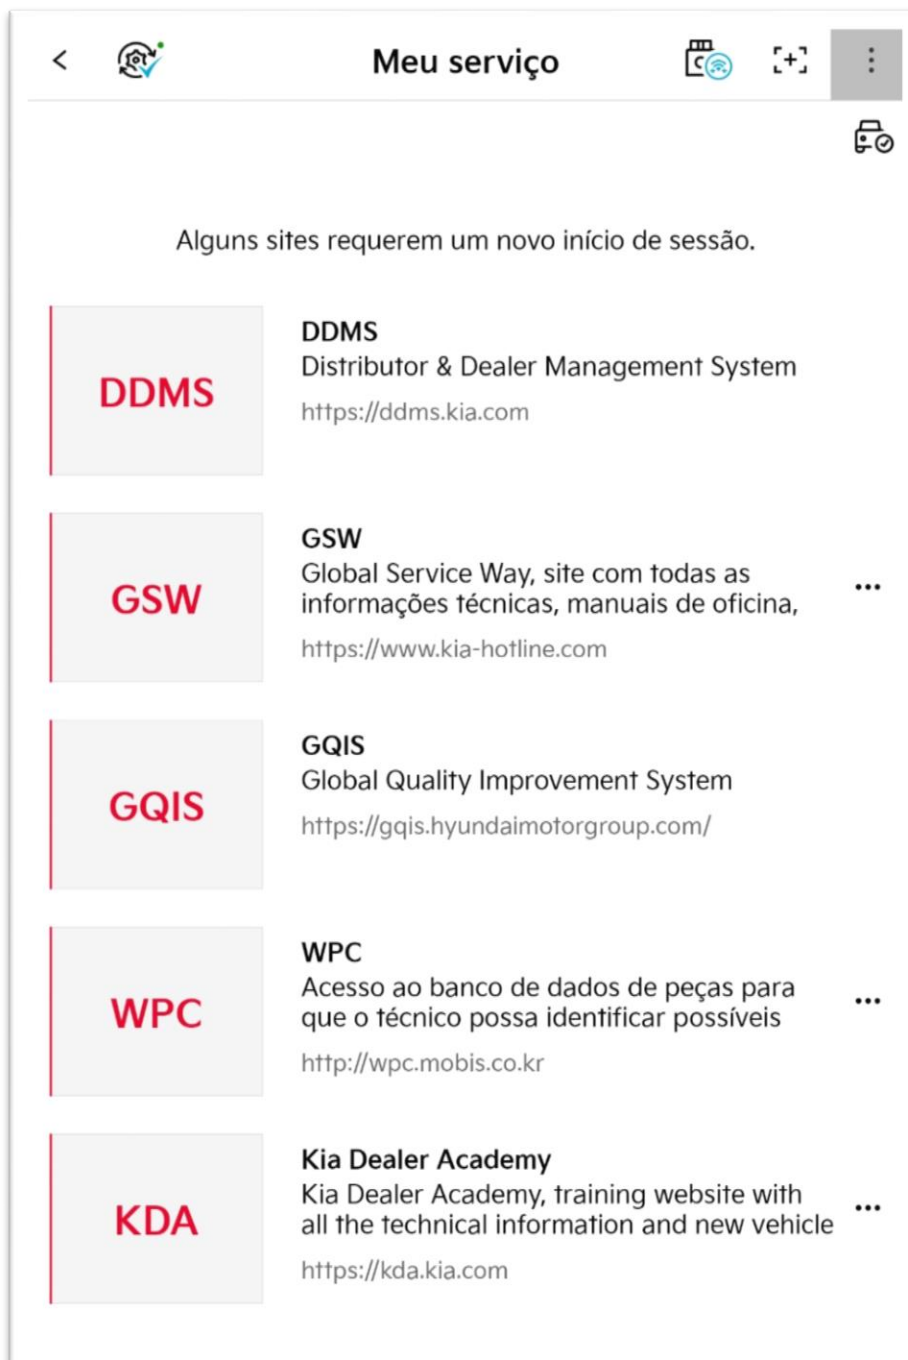 Meu serviço
Alguns sites requerem um novo início de sessão.
DDMS
DDMS
Distributor & Dealer Management System
https://ddms.kia.com
GSW
GSW
Global Service Way, site com todas as
informações técnicas, manuais de oficina,
https://www.kia-hotline.com
GQIS
GQIS
Global Quality Improvement System
https://gqis.hyundaimotorgroup.com/
WPC
WPC
Acesso ao banco de dados de peças para
que o técnico possa identificar possíveis
http://wpc.mobis.co.kr
KDA
Kia Dealer Academy
Kia Dealer Academy, training website with
all the technical information and new vehicle
https://kda.kia.com